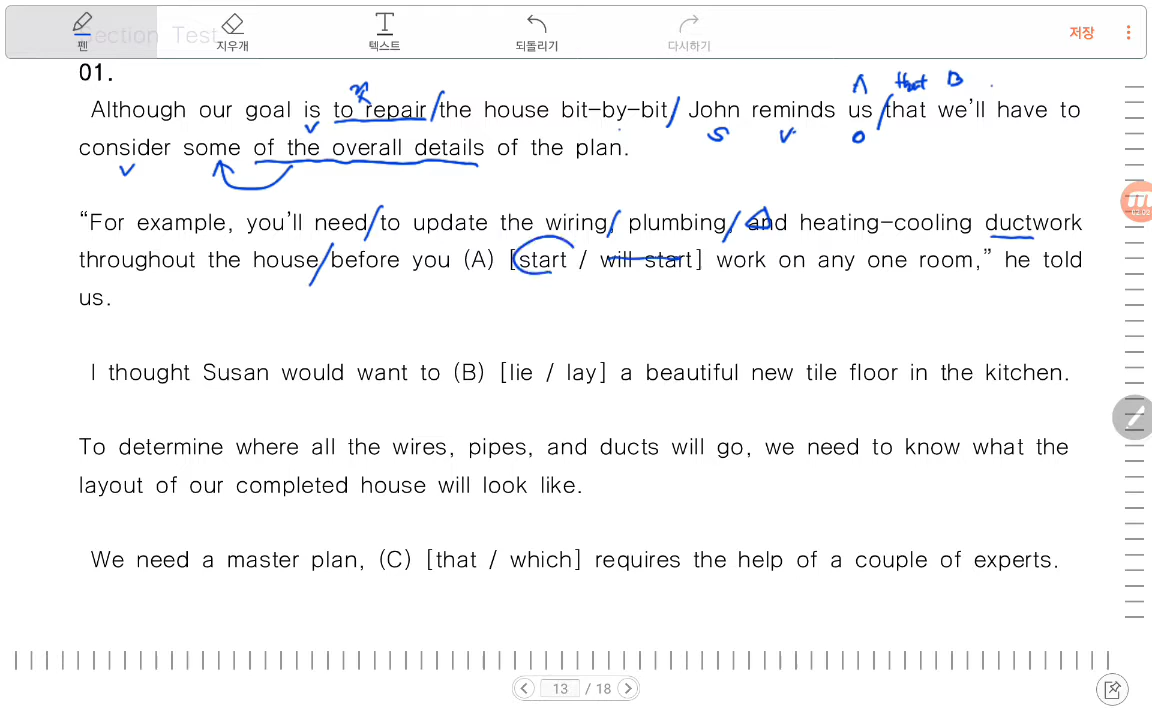 Section Test
펜
지우개
텍스트
되돌리기
다시하기
저장
01.
that B
Although our goal is to repair the house bit-by-bit, John reminds us that we'll have to
v S v O
consider some of the overall details of the plan.
v
“For example, you'll need to update the wiring, plumbing, and heating-cooling ductwork
throughout the house before you (A) [start / will start] work on any one room,” he told
us.
I thought Susan would want to (B) [lie / lay] a beautiful new tile floor in the kitchen.
To determine where all the wires, pipes, and ducts will go, we need to know what the
layout of our completed house will look like.
We need a master plan, (C) [that / which] requires the help of a couple of experts.
13 / 18